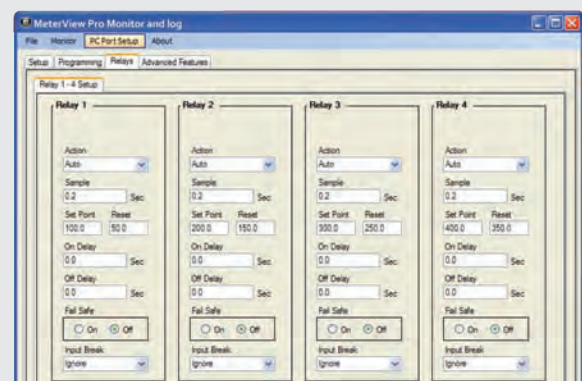 MeterView Pro Monitor and log
File Monitor PC Port Setup About
Setup Programming Relays Advanced Features
Relay 1 - 4 Setup
Relay 1 Relay 2 Relay 3 Relay 4
Action Action Action Action
Auto Auto Auto Auto
Sample Sample Sample Sample
0.2 Sec 0.2 Sec 0.2 Sec 0.2 Sec
Set Point Reset Set Point Reset Set Point Reset Set Point Reset
100.0 50.0 200.0 150.0 300.0 250.0 400.0 350.0
On Delay On Delay On Delay On Delay
0.0 Sec 0.0 Sec 0.0 Sec 0.0 Sec
Off Delay Off Delay Off Delay Off Delay
0.0 Sec 0.0 Sec 0.0 Sec 0.0 Sec
Fail Safe Fail Safe Fail Safe Fail Safe
On Off On Off On Off On Off
Input Break Input Break Input Break Input Break
Ignore Ignore Ignore Ignore